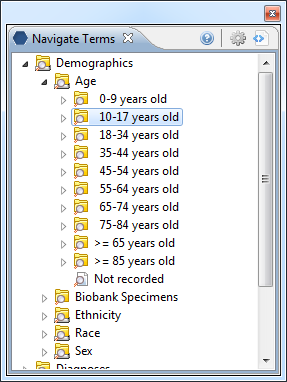 Navigate Terms
Demographics
Age
0-9 years old
10-17 years old
18-34 years old
35-44 years old
45-54 years old
55-64 years old
65-74 years old
75-84 years old
>= 65 years old
>= 85 years old
Not recorded
Biobank Specimens
Ethnicity
Race
Sex
Diagnoses